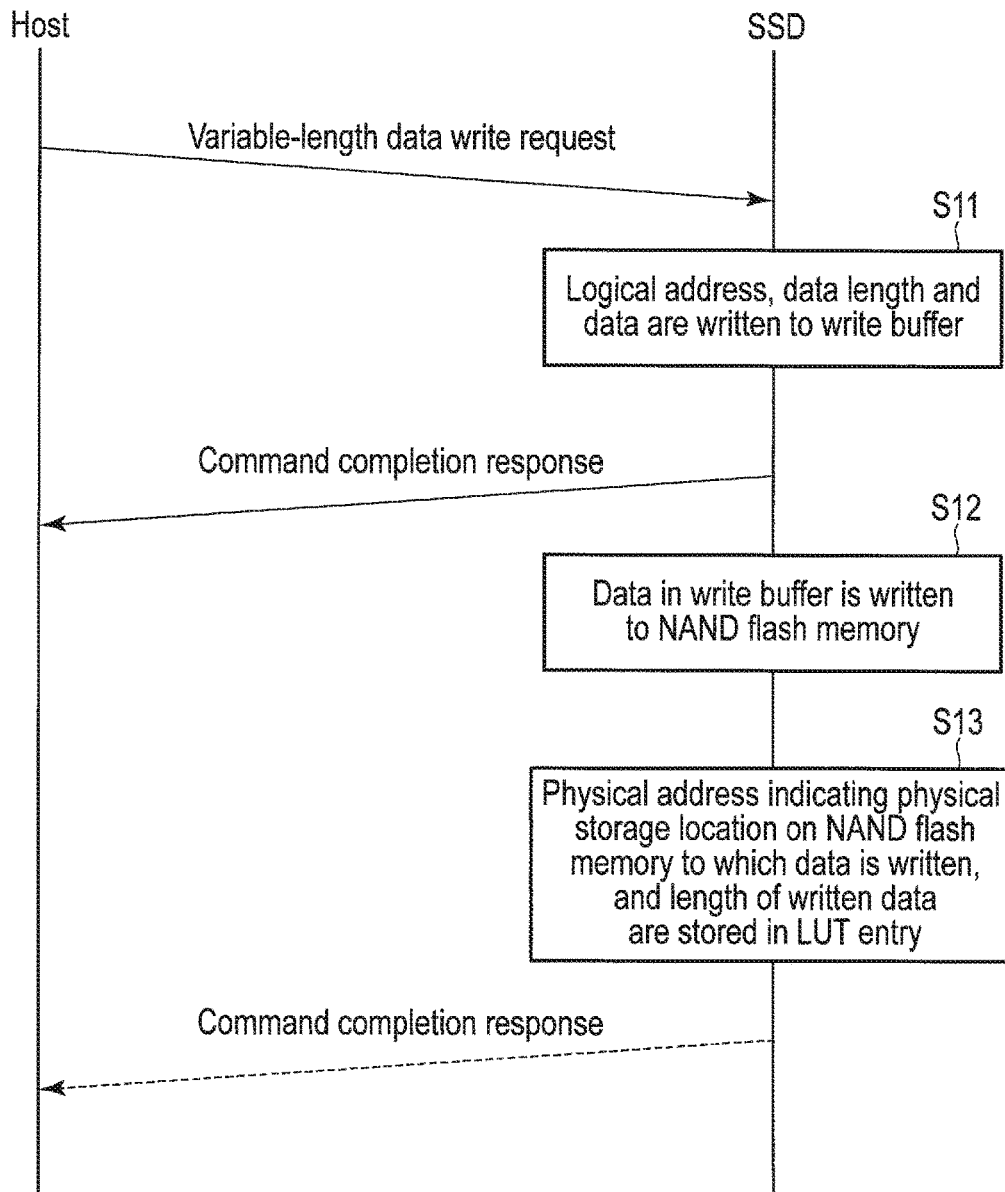 Host
SSD
Variable-length data write request
S11
Logical address, data length and
data are written to write buffer
Command completion response
S12
Data in write buffer is written
to NAND flash memory
S13
Physical address indicating physical
storage location on NAND flash
memory to which data is written,
and length of written data
are stored in LUT entry
Command completion response